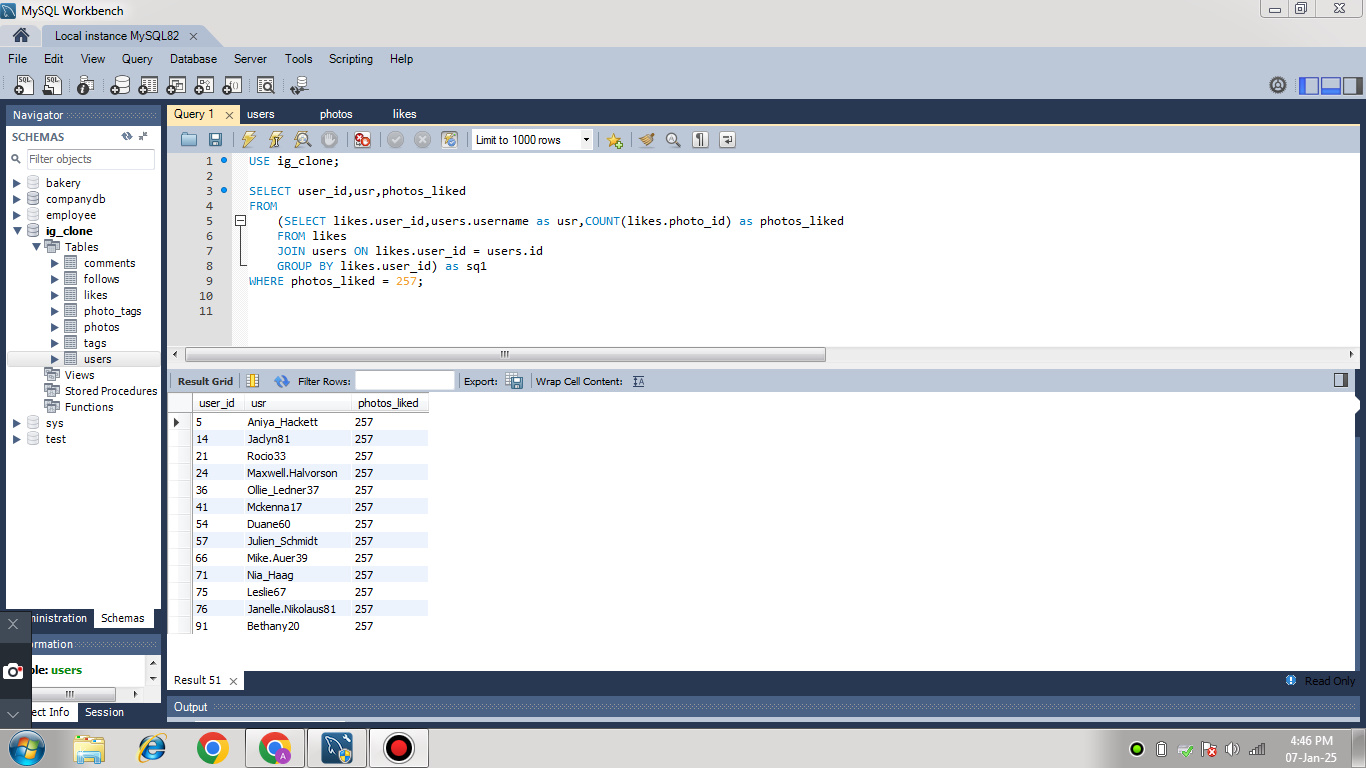 MySQL Workbench
Local instance MySQL82
File Edit View Query Database Server Tools Scripting Help
Navigator
SCHEMAS
Filter objects
bakery
companydb
employee
ig_clone
Tables
comments
follows
likes
photo_tags
photos
tags
users
Views
Stored Procedures
Functions
sys
test
ministration Schemas
ormation
ble: users
ect Info Session
Query 1 users photos likes
Limit to 1000 rows
1 USE ig_clone;
2
3 SELECT user_id,usr,photos_liked
4 FROM
5 (SELECT likes.user_id,users.username as usr,COUNT(likes.photo_id) as photos_liked
6 FROM likes
7 JOIN users ON likes.user_id = users.id
8 GROUP BY likes.user_id) as sq1
9 WHERE photos_liked = 257;
10
11
Result Grid Filter Rows: Export: Wrap Cell Content:
user_id usr photos_liked
5 Aniya_Hackett 257
14 Jaclyn81 257
21 Rocio33 257
24 Maxwell.Halvorson 257
36 Ollie_Ledner37 257
41 Mckenna17 257
54 Duane60 257
57 Julien_Schmidt 257
66 Mike.Auer39 257
71 Nia_Haag 257
75 Leslie67 257
76 Janelle.Nikolaus81 257
91 Bethany20 257
Result 51 Read Only
Output
4:46 PM
07-Jan-25